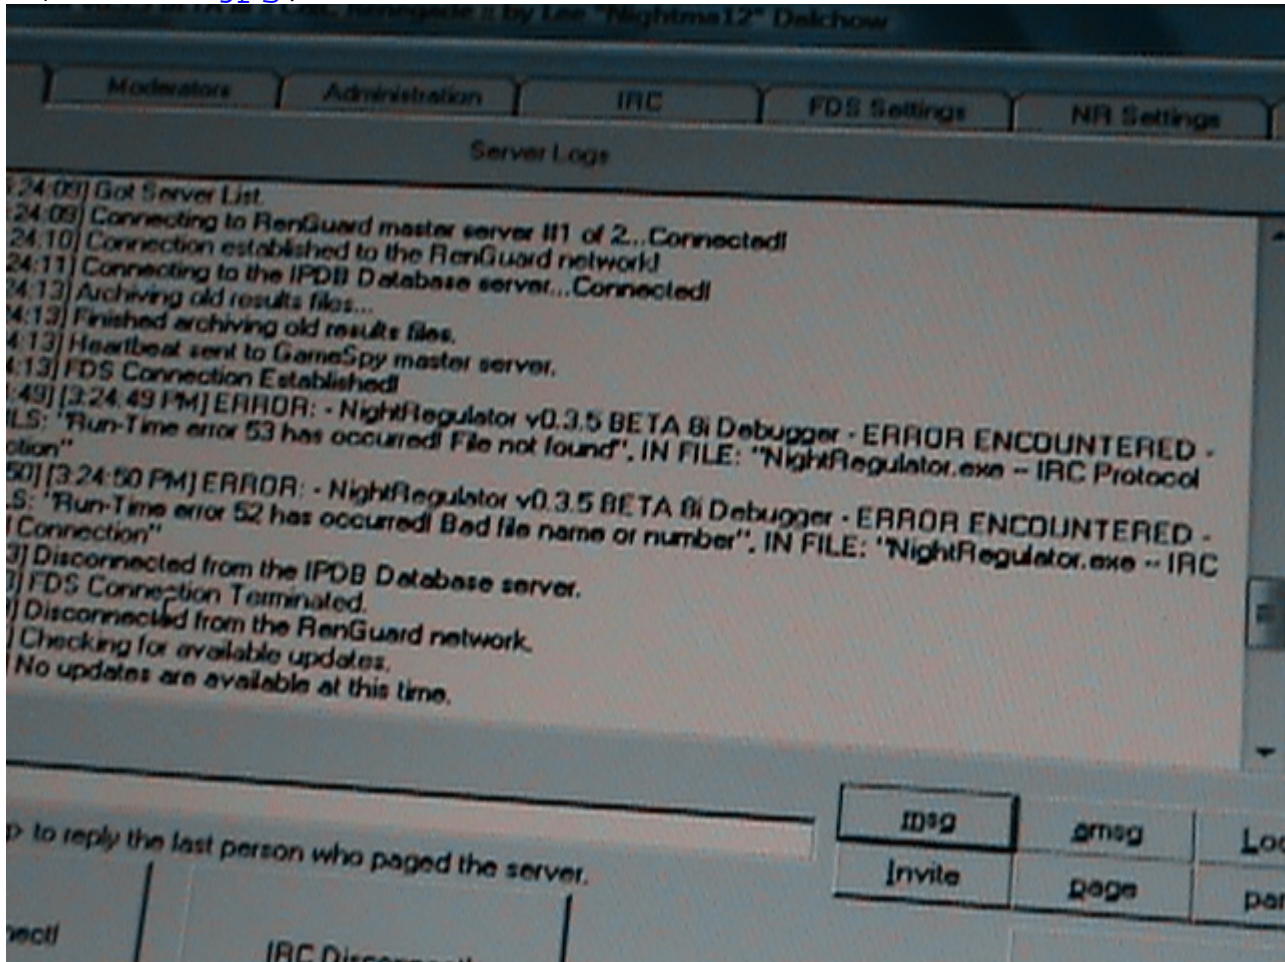 by Lee "Nightma12" Dalchow
Moderators Administration IRC FDS Settings NR Settings
Server Logs
:24:09] Got Server List.
:24:09] Connecting to RenGuard master server #1 of 2...Connected!
24:10] Connection established to the RenGuard network!
24:11] Connecting to the IPDB Database server...Connected!
4:13] Archiving old results files...
4:13] Finished archiving old results files.
4:13] Heartbeat sent to GameSpy master server.
4:13] FDS Connection Established!
:49] [3:24:49 PM] ERROR: - NightRegulator v0.3.5 BETA 8i Debugger - ERROR ENCOUNTERED -
ILS: "Run-Time error 53 has occurred! File not found", IN FILE: "NightRegulator.exe -- IRC Protocol
ction"
50] [3:24:50 PM] ERROR: - NightRegulator v0.3.5 BETA 8i Debugger - ERROR ENCOUNTERED -
LS: "Run-Time error 52 has occurred! Bad file name or number", IN FILE: "NightRegulator.exe -- IRC
Connection"
3] Disconnected from the IPDB Database server.
3] FDS Connection Terminated.
] Disconnected from the RenGuard network.
] Checking for available updates.
No updates are available at this time.
msg amsg Loc
> to reply the last person who paged the server.
Invite page par
nect!
IRC